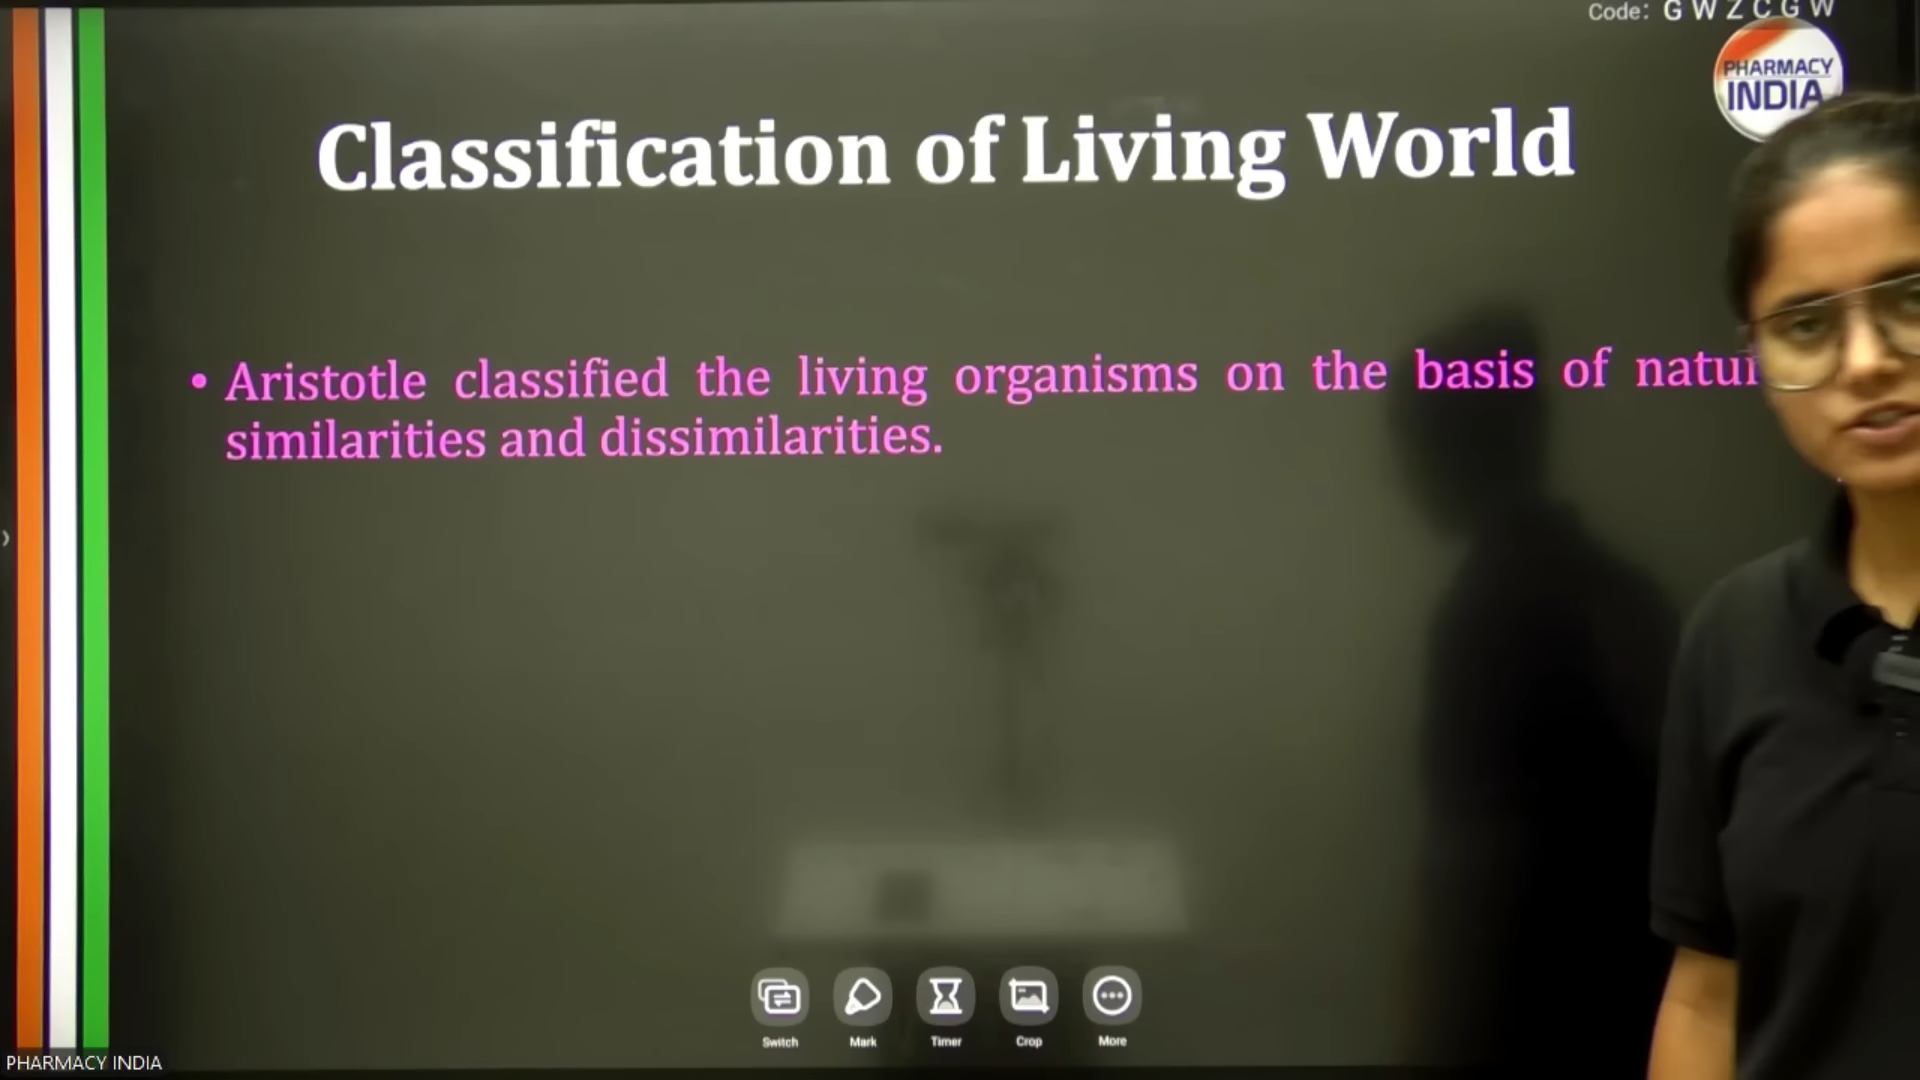 Code: G W Z C G W
PHARMACY
INDIA
Classification of Living World
• Aristotle classified the living organisms on the basis of
similarities and dissimilarities.
Switch Mark Timer Crop More
PHARMACY INDIA